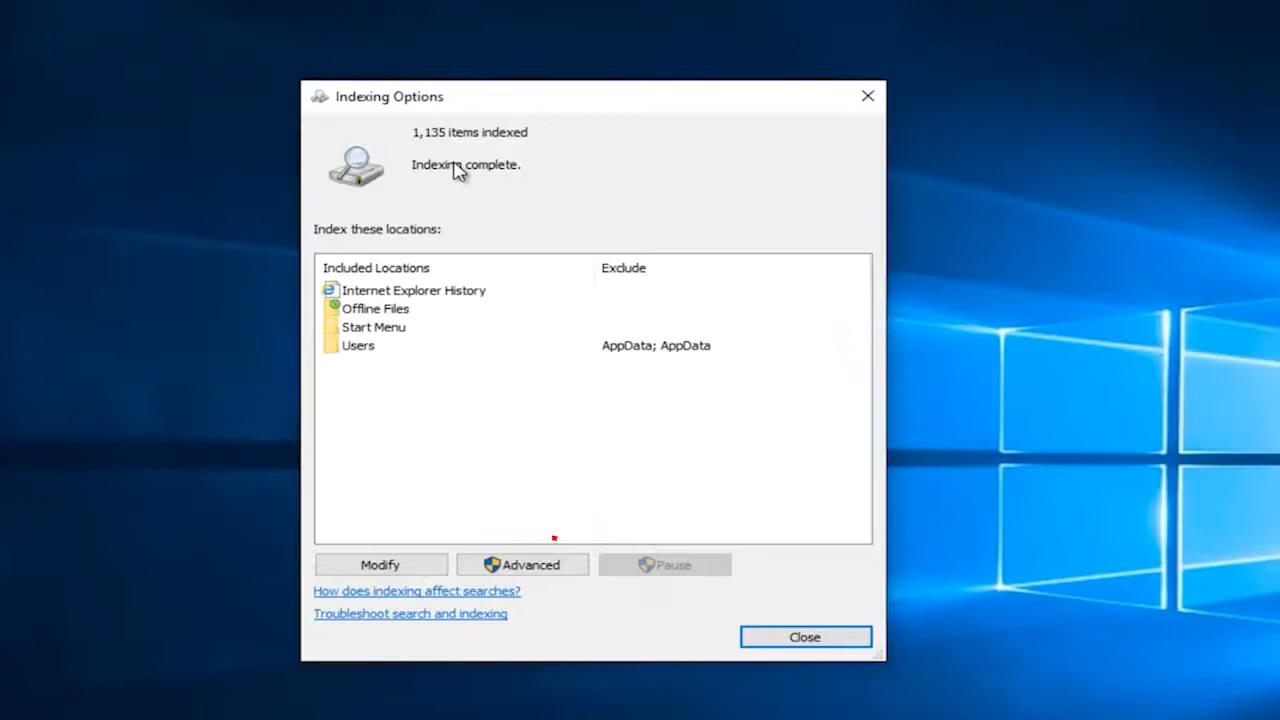 Indexing Options
1,135 items indexed
Indexing complete.
Index these locations:
Included Locations Exclude
Internet Explorer History
Offline Files
Start Menu
Users AppData; AppData
Modify Advanced Pause
How does indexing affect searches?
Troubleshoot search and indexing
Close